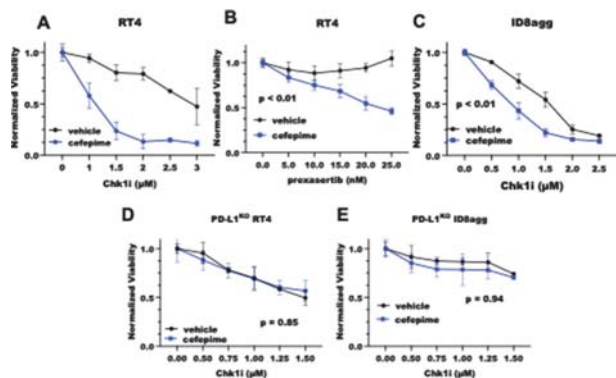 A
RT4
Normalized Viability
1.0
0.5
0.0
vehicle
cefepime
0 1 1.5 2 2.5 3
Chk1i (µM)
B
RT4
Normalized Viability
1.0
0.5
0.0
p < 0.01
vehicle
cefepime
0.0 5.0 10.0 15.0 20.0 25.0
prexasertib (nM)
C
ID8agg
Normalized Viability
1.0
0.5
0.0
p < 0.01
vehicle
cefepime
0.0 0.5 1.0 1.5 2.0 2.5
Chk1i (µM)
D
PD-L1KO RT4
Normalized Viability
1.0
0.5
0.0
p = 0.85
vehicle
cefepime
0.00 0.50 0.75 1.00 1.25 1.50
Chk1i (µM)
E
PD-L1KO ID8agg
Normalized Viability
1.0
0.5
0.0
p = 0.94
vehicle
cefepime
0.00 0.50 0.75 1.00 1.25 1.50
Chk1i (µM)